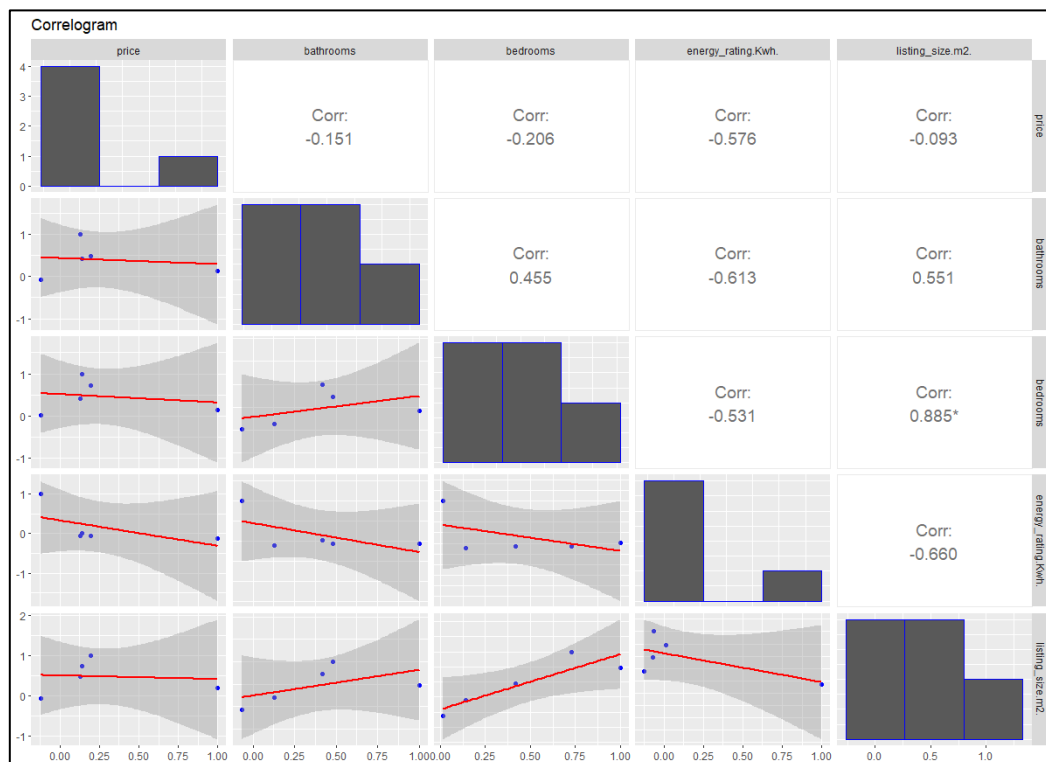 Correlogram
price bathrooms bedrooms energy_rating.Kwh. listing_size.m2.
4
3
2
1
0
Corr:
-0.151
Corr:
-0.206
Corr:
-0.576
Corr:
-0.093
price
1
0
-1
Corr:
0.455
Corr:
-0.613
Corr:
0.551
bathrooms
1
0
-1
Corr:
-0.531
Corr:
0.885*
bedrooms
1
0
-1
Corr:
-0.660
energy_rating.Kwh.
2
1
0
-1
listing_size.m2.
0.00 0.25 0.50 0.75 1.00 0.00 0.25 0.50 0.75 1.00 0.00 0.25 0.50 0.75 1.00 0.00 0.25 0.50 0.75 1.00 0.0 0.5 1.0